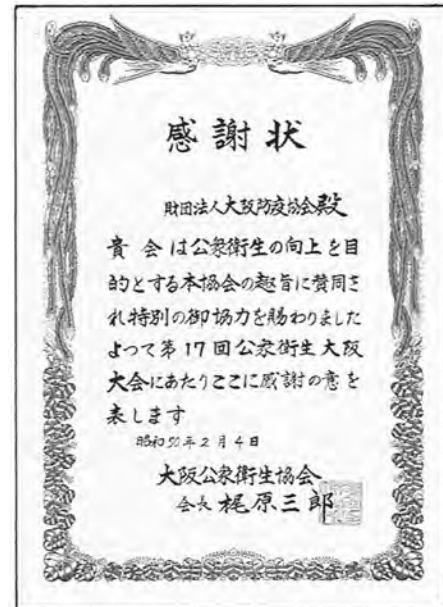 感謝状
財団法人大阪防疫協会殿
貴会は公衆衛生の向上を目
的とする本協会の趣旨に賛同さ
れ特別の御協力を賜わりました
よつて第17回公衆衛生大阪
大会にあたりここに感謝の意を
表します
昭和50年2月4日
大阪公衆衛生協会
会長 梶原三郎